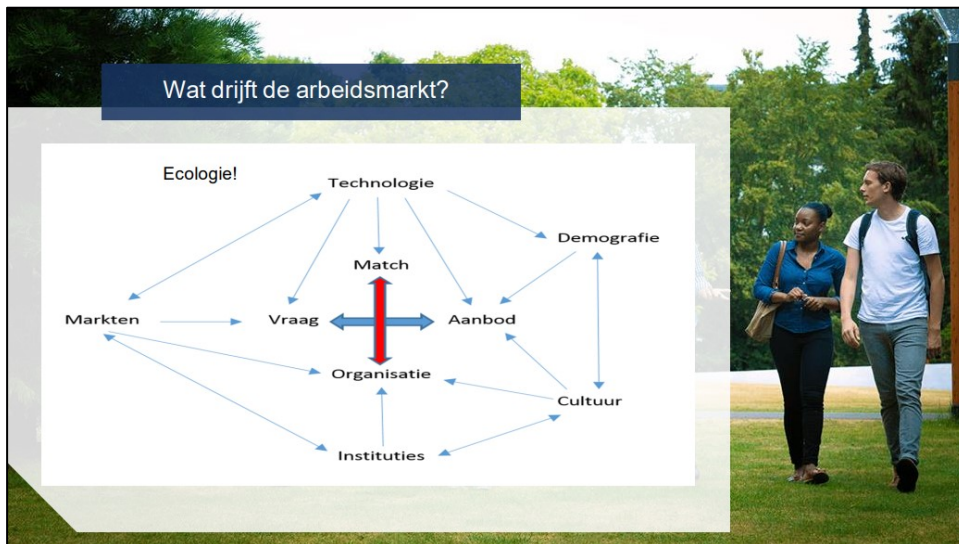 Wat drijft de arbeidsmarkt?
Ecologie!
Technologie
Demografie
Match
Markten
Vraag
Aanbod
Organisatie
Cultuur
Instituties